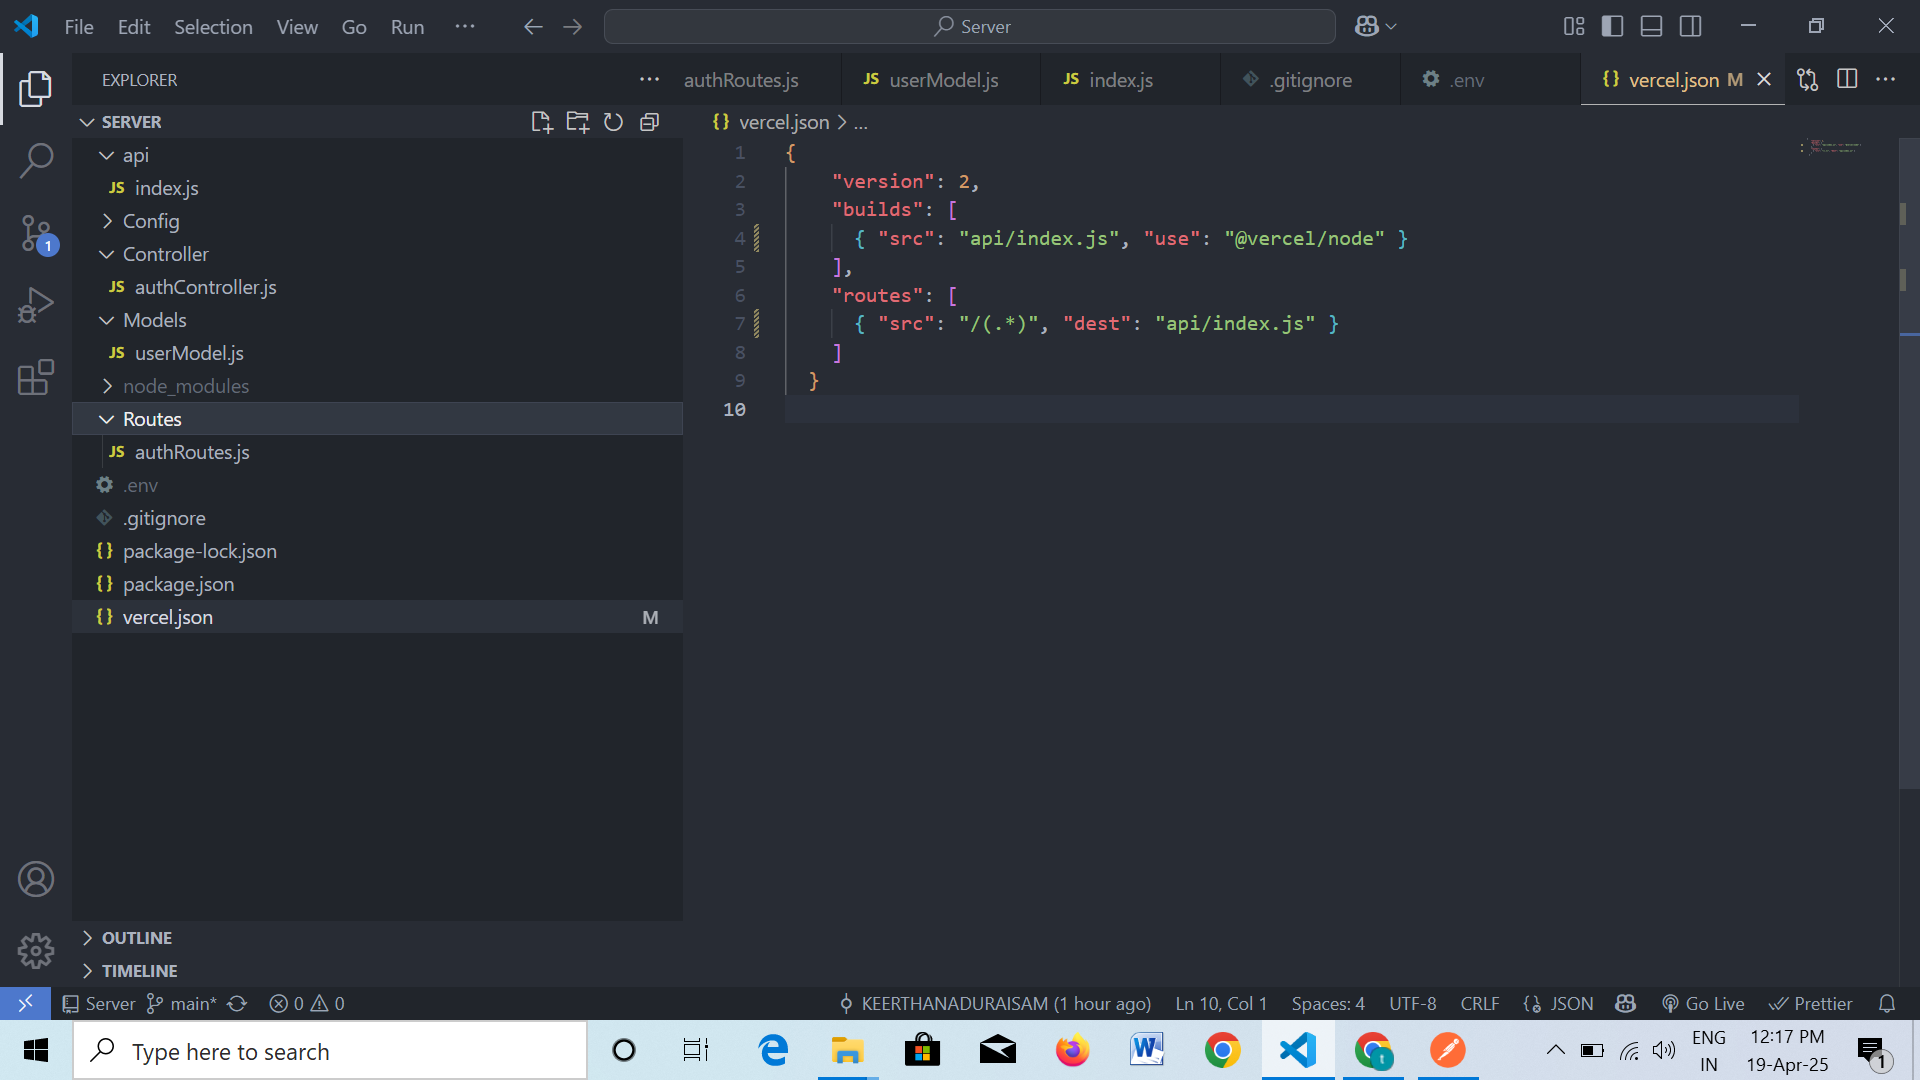 File Edit Selection View Go Run ··· Server
EXPLORER ··· authRoutes.js JS userModel.js JS index.js .gitignore .env {} vercel.json M
SERVER
{} vercel.json > ...
api
JS index.js
Config
Controller
JS authController.js
Models
JS userModel.js
node_modules
Routes
JS authRoutes.js
.env
.gitignore
{} package-lock.json
{} package.json
{} vercel.json M
OUTLINE
TIMELINE
1 {
2 "version": 2,
3 "builds": [
4 { "src": "api/index.js", "use": "@vercel/node" }
5 ],
6 "routes": [
7 { "src": "/(.*)", "dest": "api/index.js" }
8 ]
9 }
10
1
Server main* 0 0 KEERTHANADURAISAM (1 hour ago) Ln 10, Col 1 Spaces: 4 UTF-8 CRLF JSON Go Live Prettier
Type here to search
t
ENG
IN
12:17 PM
19-Apr-25
1